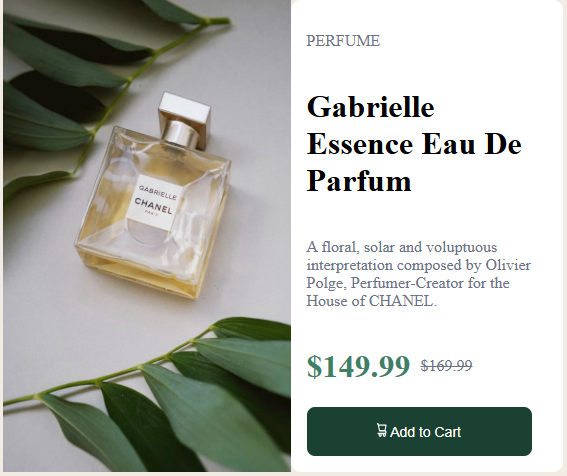 GABRIELLE
CHANEL
PARIS
PERFUME
Gabrielle
Essence Eau De
Parfum
A floral, solar and voluptuous
interpretation composed by Olivier
Polge, Perfumer-Creator for the
House of CHANEL.
$149.99 $169.99
Add to Cart